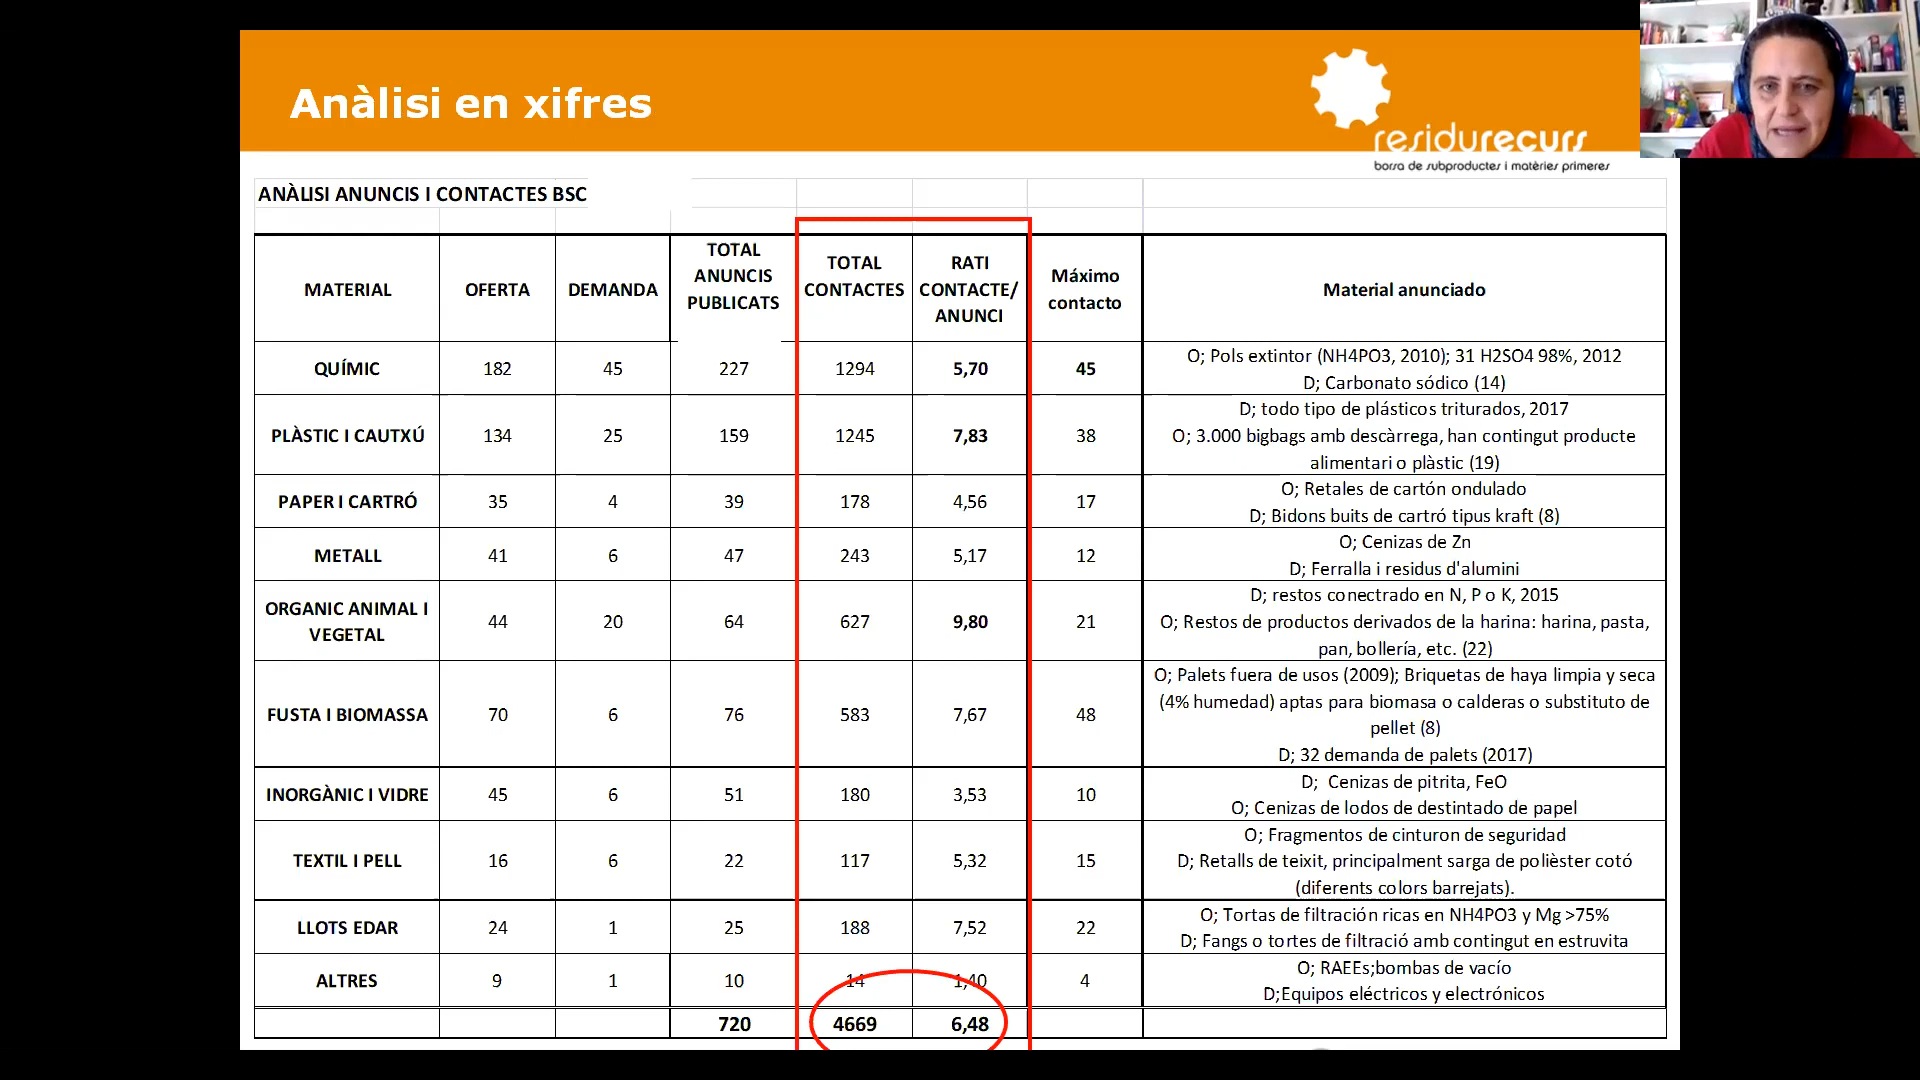 Anàlisi en xifres
residurecurs
borsa de subproductes i matèries primeres
ANÀLISI ANUNCIS I CONTACTES BSC
MATERIAL OFERTA DEMANDA TOTAL ANUNCIS PUBLICATS TOTAL CONTACTES RATI CONTACTE/ ANUNCI Máximo contacto Material anunciado
QUÍMIC 182 45 227 1294 5,70 45
O; Pols extintor (NH4PO3, 2010); 31 H2SO4 98%, 2012
D; Carbonato sódico (14)
PLÀSTIC I CAUTXÚ 134 25 159 1245 7,83 38
D; todo tipo de plásticos triturados, 2017
O; 3.000 bigbags amb descàrrega, han contingut producte
alimentari o plàstic (19)
PAPER I CARTRÓ 35 4 39 178 4,56 17
O; Retales de cartón ondulado
D; Bidons buits de cartró tipus kraft (8)
METALL 41 6 47 243 5,17 12
O; Cenizas de Zn
D; Ferralla i residus d'alumini
ORGANIC ANIMAL I VEGETAL 44 20 64 627 9,80 21
D; restos conectrado en N, P o K, 2015
O; Restos de productos derivados de la harina: harina, pasta,
pan, bollería, etc. (22)
FUSTA I BIOMASSA 70 6 76 583 7,67 48
O; Palets fuera de usos (2009); Briquetas de haya limpia y seca
(4% humedad) aptas para biomasa o calderas o substituto de
pellet (8)
D; 32 demanda de palets (2017)
INORGÀNIC I VIDRE 45 6 51 180 3,53 10
D; Cenizas de pitrita, FeO
O; Cenizas de lodos de destintado de papel
TEXTIL I PELL 16 6 22 117 5,32 15
O; Fragmentos de cinturon de seguridad
D; Retalls de teixit, principalment sarga de polièster cotó
(diferents colors barrejats).
LLOTS EDAR 24 1 25 188 7,52 22
O; Tortas de filtración ricas en NH4PO3 y Mg >75%
D; Fangs o tortes de filtració amb contingut en estruvita
ALTRES 9 1 10 14 1,40 4
O; RAEEs;bombas de vacío
D;Equipos eléctricos y electrónicos
720 4669 6,48